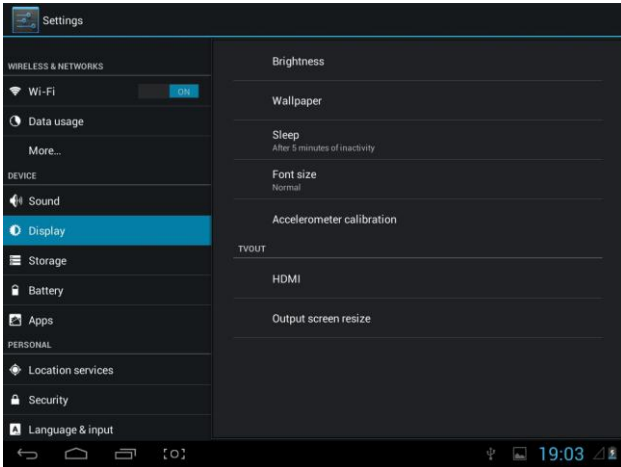 Settings
WIRELESS & NETWORKS
Wi-Fi
ON
Data usage
More...
DEVICE
Sound
Display
Storage
Battery
Apps
PERSONAL
Location services
Security
A Language & input
Brightness
Wallpaper
Sleep
After 5 minutes of inactivity
Font size
Normal
Accelerometer calibration
TVOUT
HDMI
Output screen resize
19:03